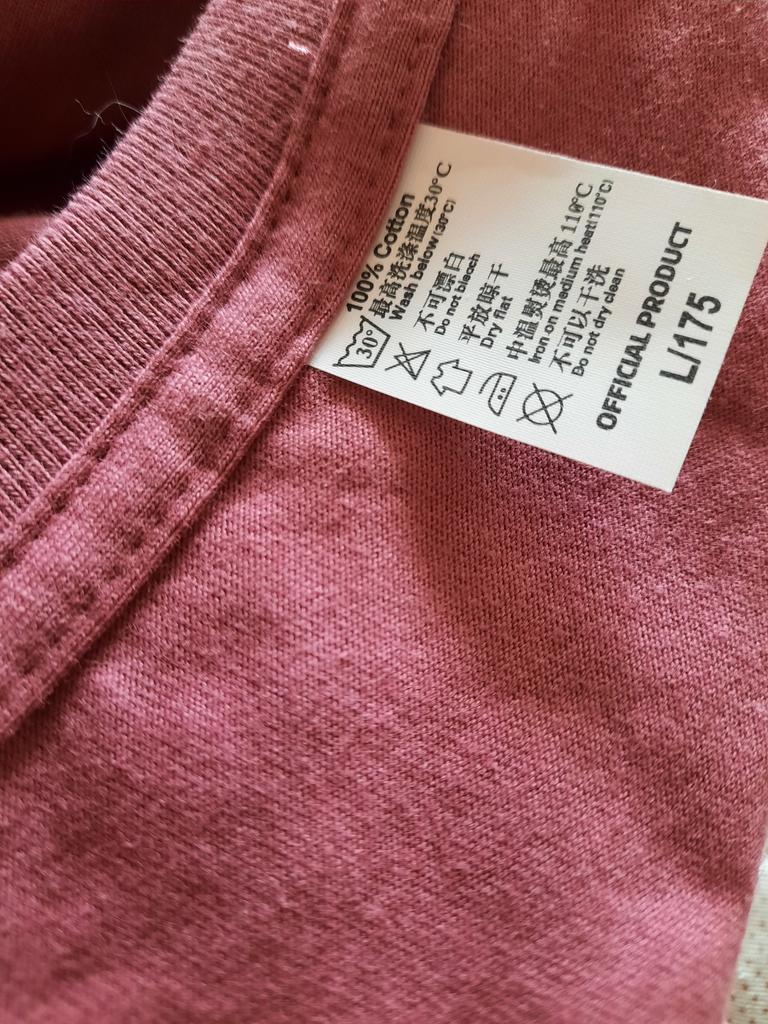 100% Cotton
30°
最高洗涤温度30°C
Wash below(30°C)
不可漂白
Do not bleach
平放晾干
Dry flat
中温熨烫最高 110°C
Iron on medium heat(110°C)
不可以干洗
Do not dry clean
OFFICIAL PRODUCT
L/175